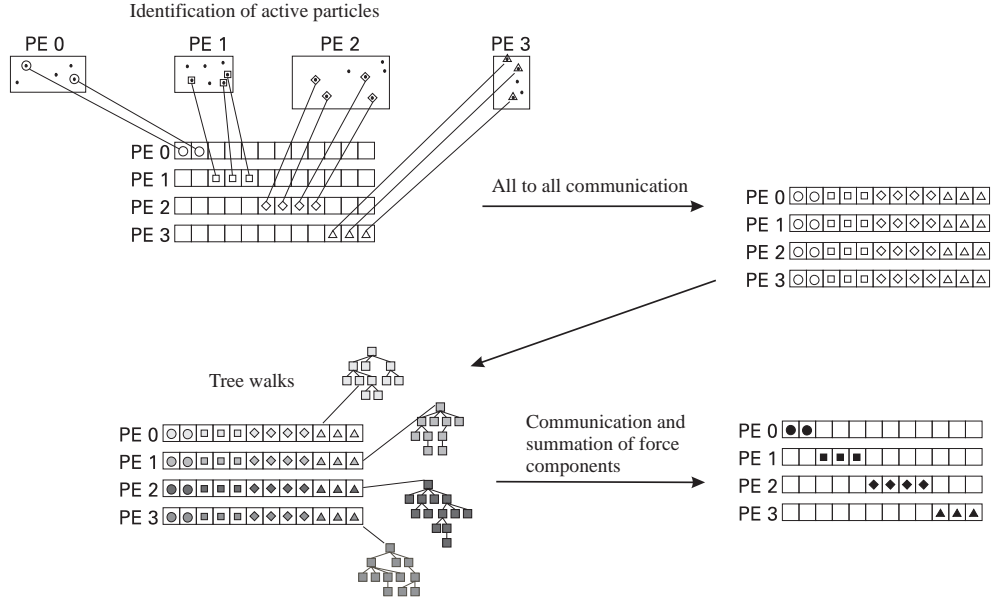 Identification of active particles
PE 0
PE 1
PE 2
PE 3
PE 0
PE 1
PE 2
PE 3
All to all communication
PE 0
PE 1
PE 2
PE 3
Tree walks
PE 0
PE 1
PE 2
PE 3
Communication and
summation of force
components
PE 0
PE 1
PE 2
PE 3